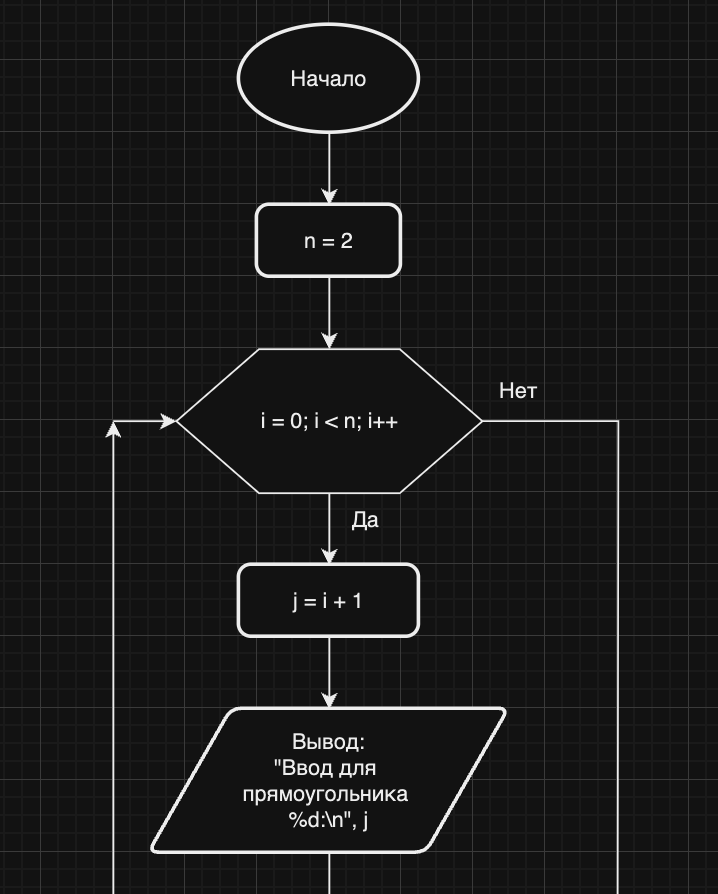 Начало
n = 2
Нет
i = 0; i < n; i++
Да
j = i + 1
Вывод:
"Ввод для
прямоугольника
%d:\n", j